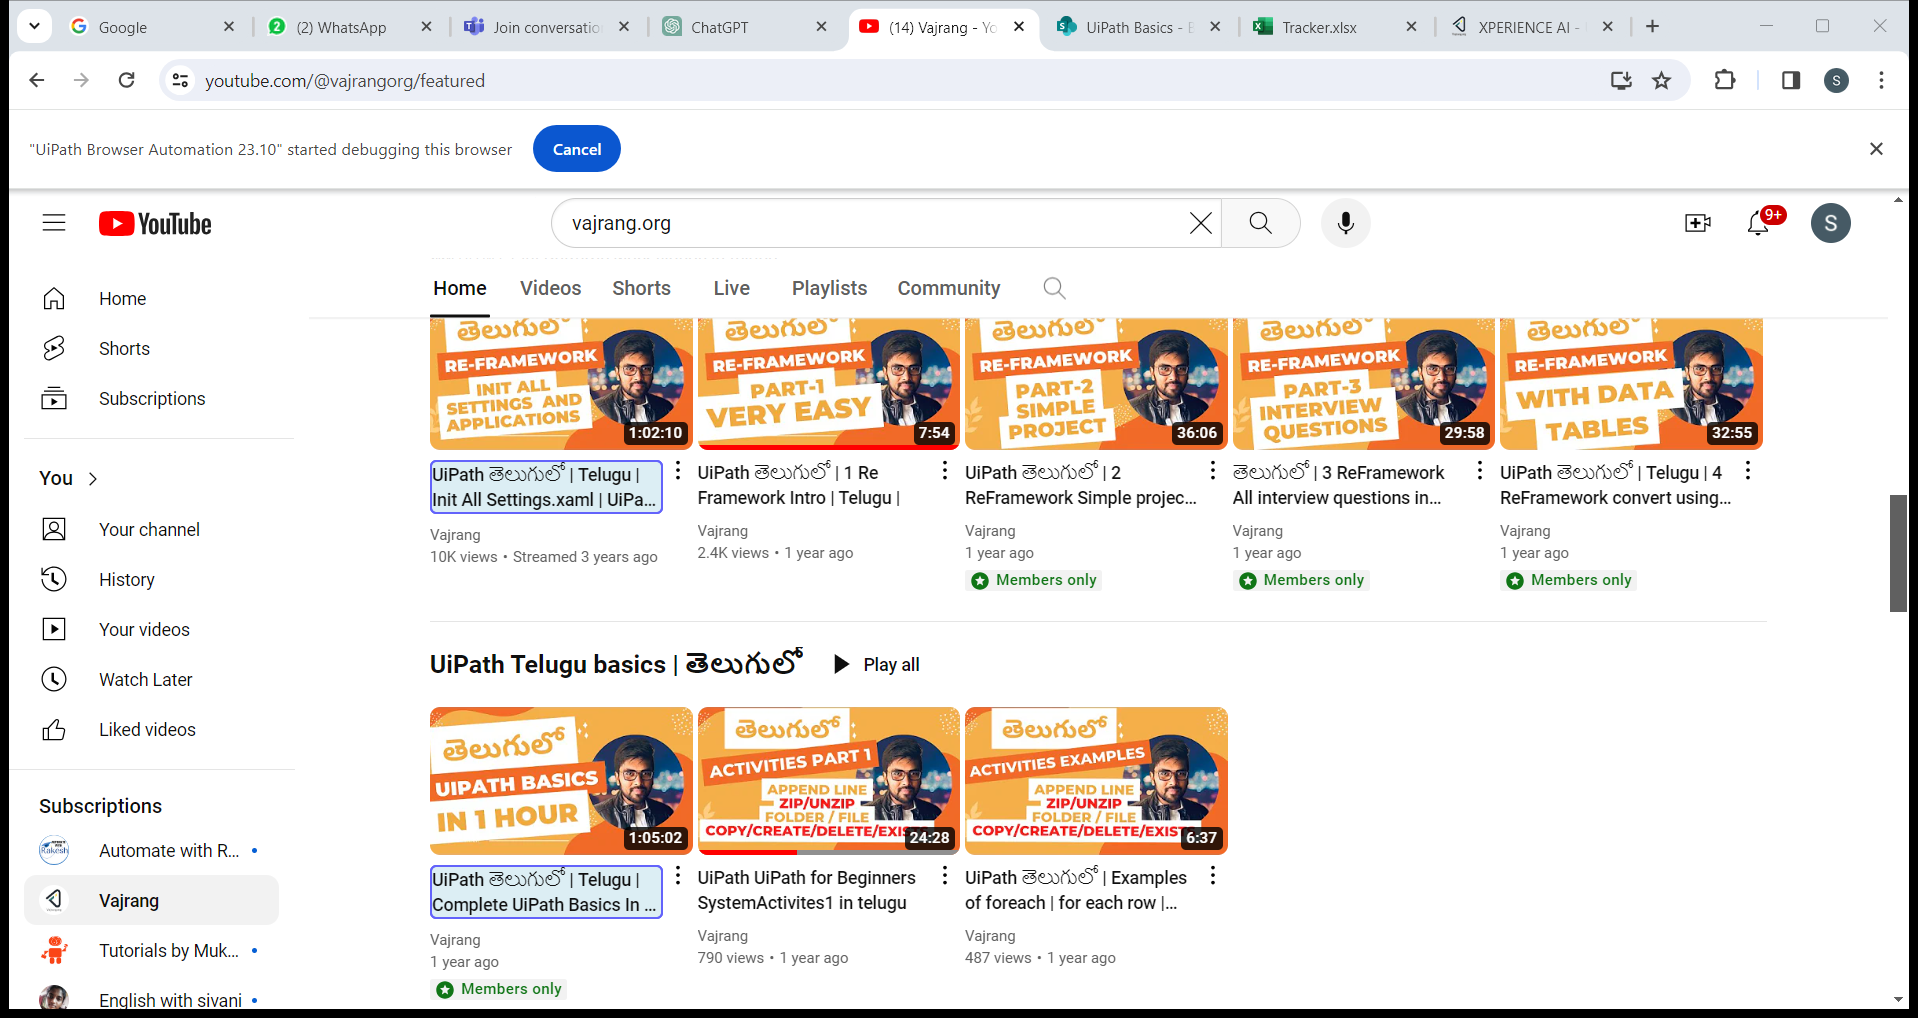 Google
(2) WhatsApp
Join conversatio
ChatGPT
(14) Vajrang - Yo
UiPath Basics - E
Tracker.xlsx
XPERIENCE AI -
youtube.com/@vajrangorg/featured
S
"UiPath Browser Automation 23.10" started debugging this browser
Cancel
YouTube
vajrang.org
9+
S
Home
Videos
Shorts
Live
Playlists
Community
Home
Shorts
Subscriptions
You
Your channel
History
Your videos
Watch Later
Liked videos
Subscriptions
Automate with R...
Vajrang
Tutorials by Muk...
English with sivani
తెలుగులో
RE-FRAMEWORK
INIT ALL
SETTINGS AND
APPLICATIONS
1:02:10
UiPath తెలుగులో | Telugu |
Init All Settings.xaml | UiPa...
Vajrang
10K views • Streamed 3 years ago
తెలుగులో
RE-FRAMEWORK
PART-1
VERY EASY
7:54
UiPath తెలుగులో | 1 Re
Framework Intro | Telugu |
Vajrang
2.4K views • 1 year ago
తెలుగులో
RE-FRAMEWORK
PART-2
SIMPLE
PROJECT
36:06
UiPath తెలుగులో | 2
ReFramework Simple projec...
Vajrang
1 year ago
Members only
తెలుగులో
RE-FRAMEWORK
PART-3
INTERVIEW
QUESTIONS
29:58
తెలుగులో | 3 ReFramework
All interview questions in...
Vajrang
1 year ago
Members only
తెలుగులో
RE-FRAMEWORK
WITH DATA
TABLES
32:55
UiPath తెలుగులో | Telugu | 4
ReFramework convert using...
Vajrang
1 year ago
Members only
UiPath Telugu basics | తెలుగులో
Play all
తెలుగులో
UIPATH BASICS
IN 1 HOUR
1:05:02
UiPath తెలుగులో | Telugu |
Complete UiPath Basics In ...
Vajrang
1 year ago
Members only
తెలుగులో
ACTIVITIES PART 1
APPEND LINE
ZIP/UNZIP
FOLDER / FILE
COPY/CREATE/DELETE/EXIS
24:28
UiPath UiPath for Beginners
SystemActivites1 in telugu
Vajrang
790 views • 1 year ago
తెలుగులో
ACTIVITIES EXAMPLES
APPEND LINE
ZIP/UNZIP
FOLDER / FILE
COPY/CREATE/DELETE/EXIST
6:37
UiPath తెలుగులో | Examples
of foreach | for each row |...
Vajrang
487 views • 1 year ago